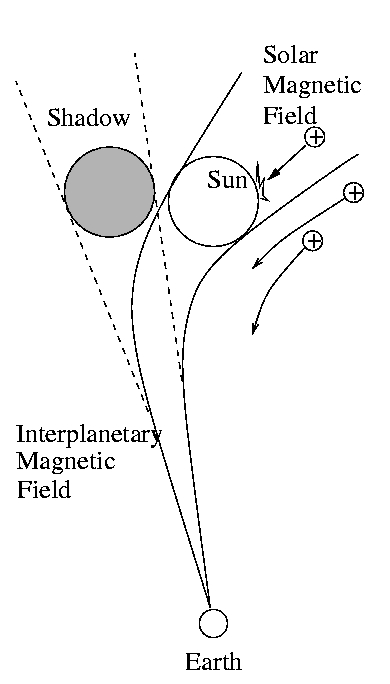 Solar
Magnetic
Field
Shadow
Sun
+
+
+
Interplanetary
Magnetic
Field
Earth